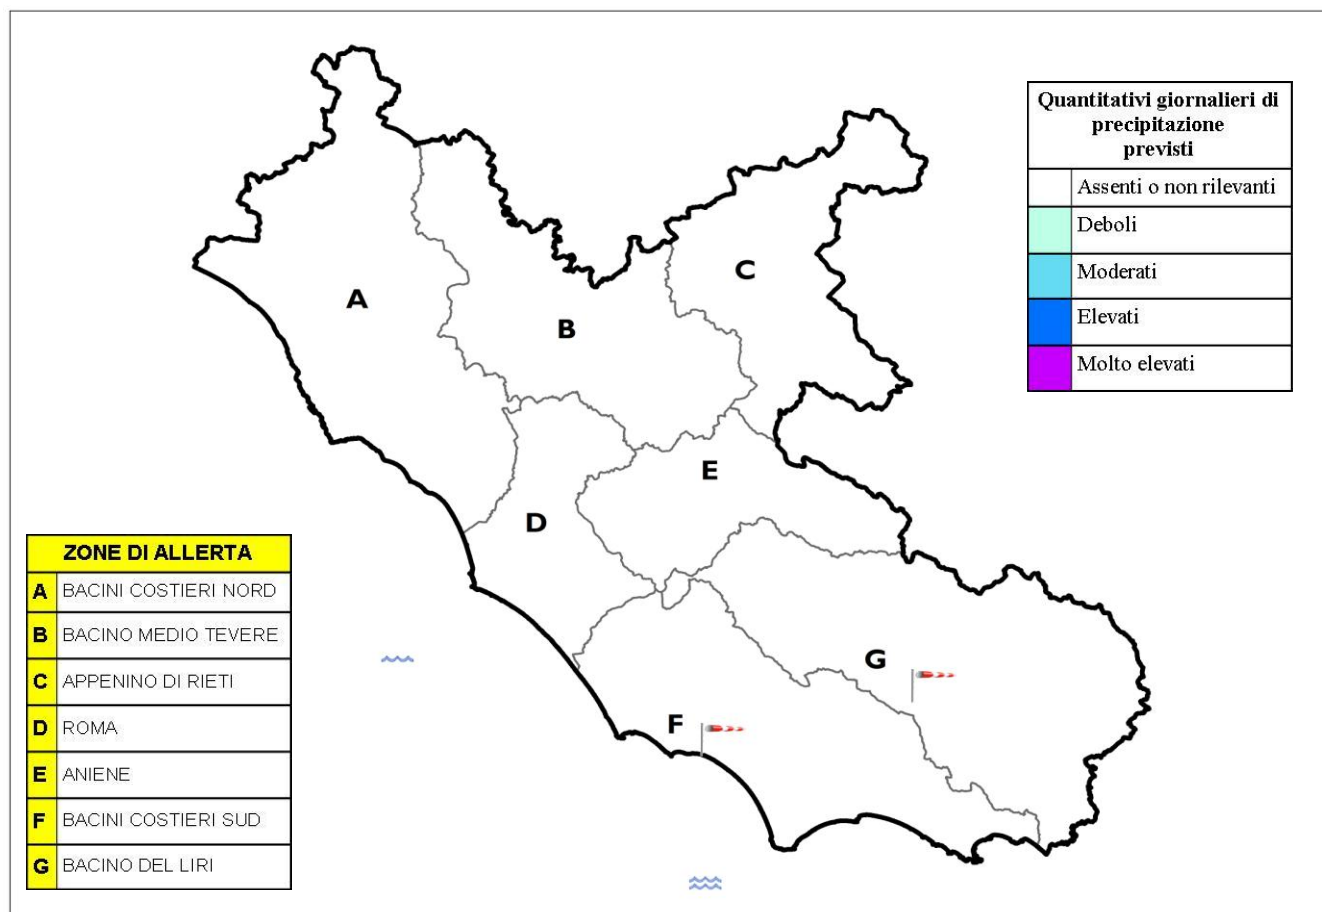 Quantitativi giornalieri di
precipitazione
previsti
Assenti o non rilevanti
Deboli
Moderati
Elevati
Molto elevati
A
B
C
D
E
F
G
ZONE DI ALLERTA
A BACINI COSTIERI NORD
B BACINO MEDIO TEVERE
C APPENINO DI RIETI
D ROMA
E ANIENE
F BACINI COSTIERI SUD
G BACINO DEL LIRI